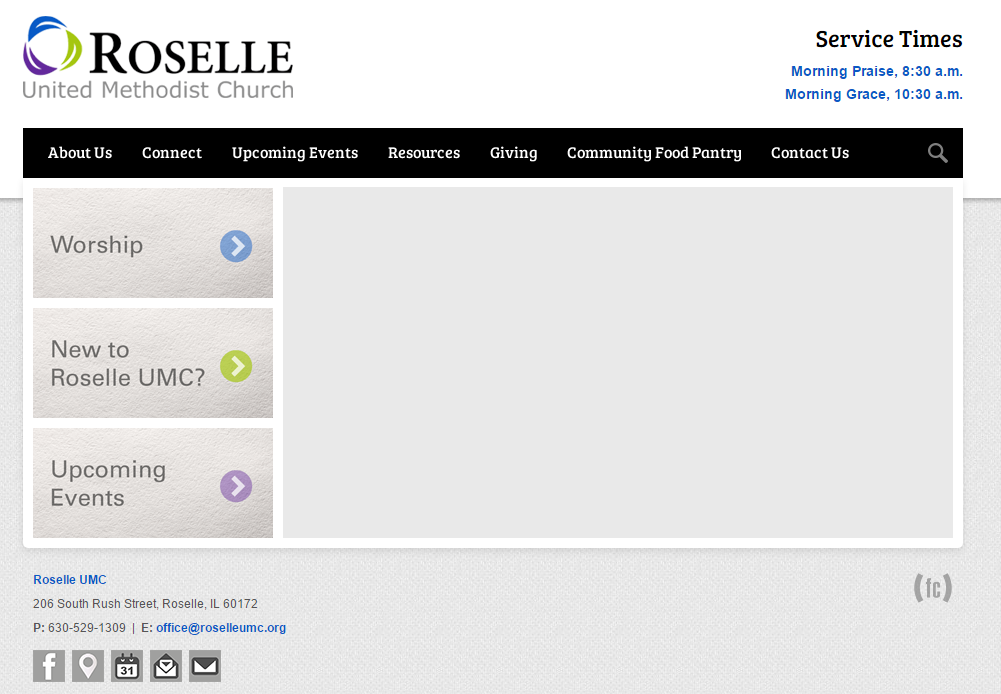 ROSELLE
United Methodist Church
Service Times
Morning Praise, 8:30 a.m.
Morning Grace, 10:30 a.m.
About Us Connect Upcoming Events Resources Giving Community Food Pantry Contact Us
Worship
New to
Roselle UMC?
Upcoming
Events
Roselle UMC
(fc)
206 South Rush Street, Roselle, IL 60172
P: 630-529-1309 | E: office@roselleumc.org
f
31